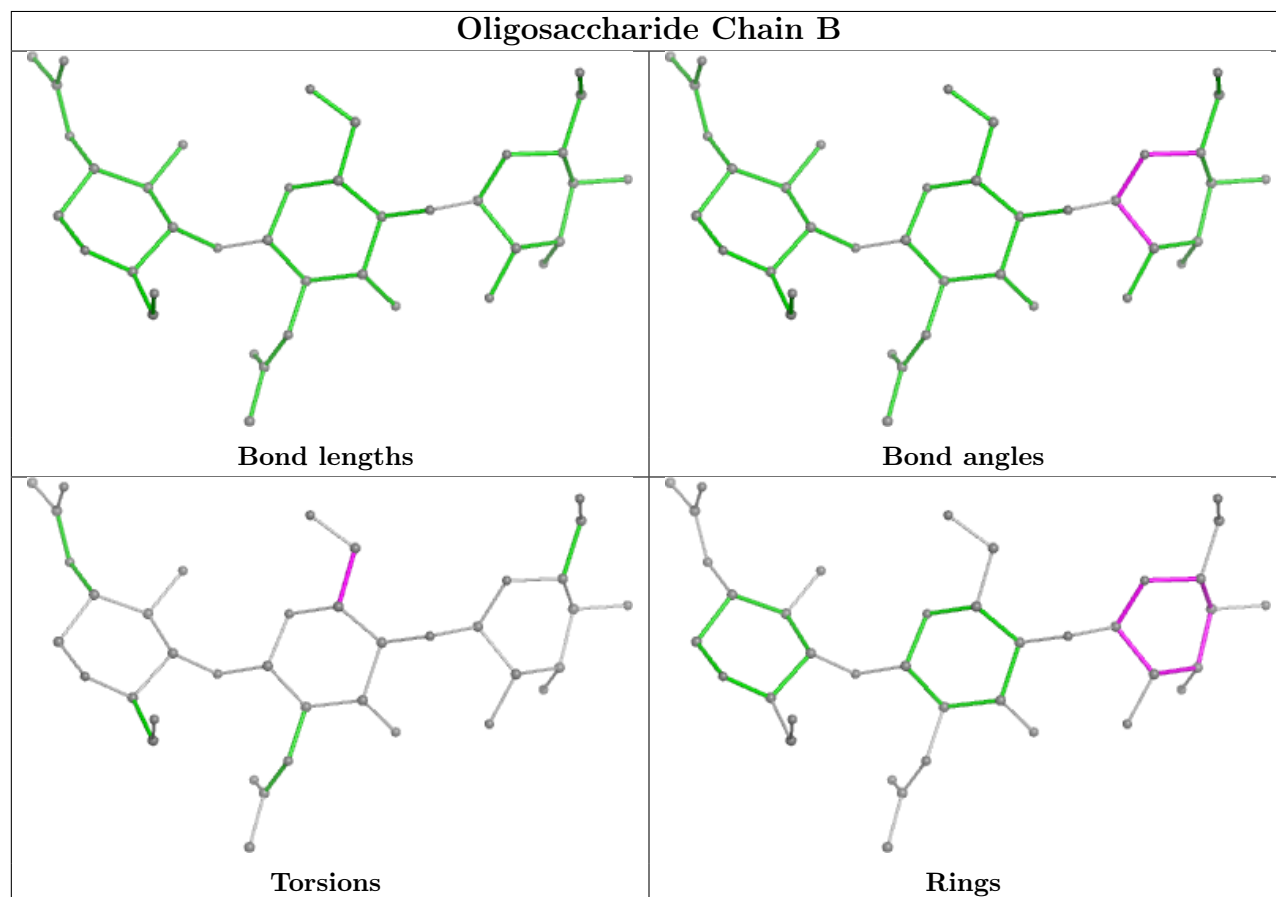 Oligosaccharide Chain B
Bond lengths
Bond angles
Torsions
Rings